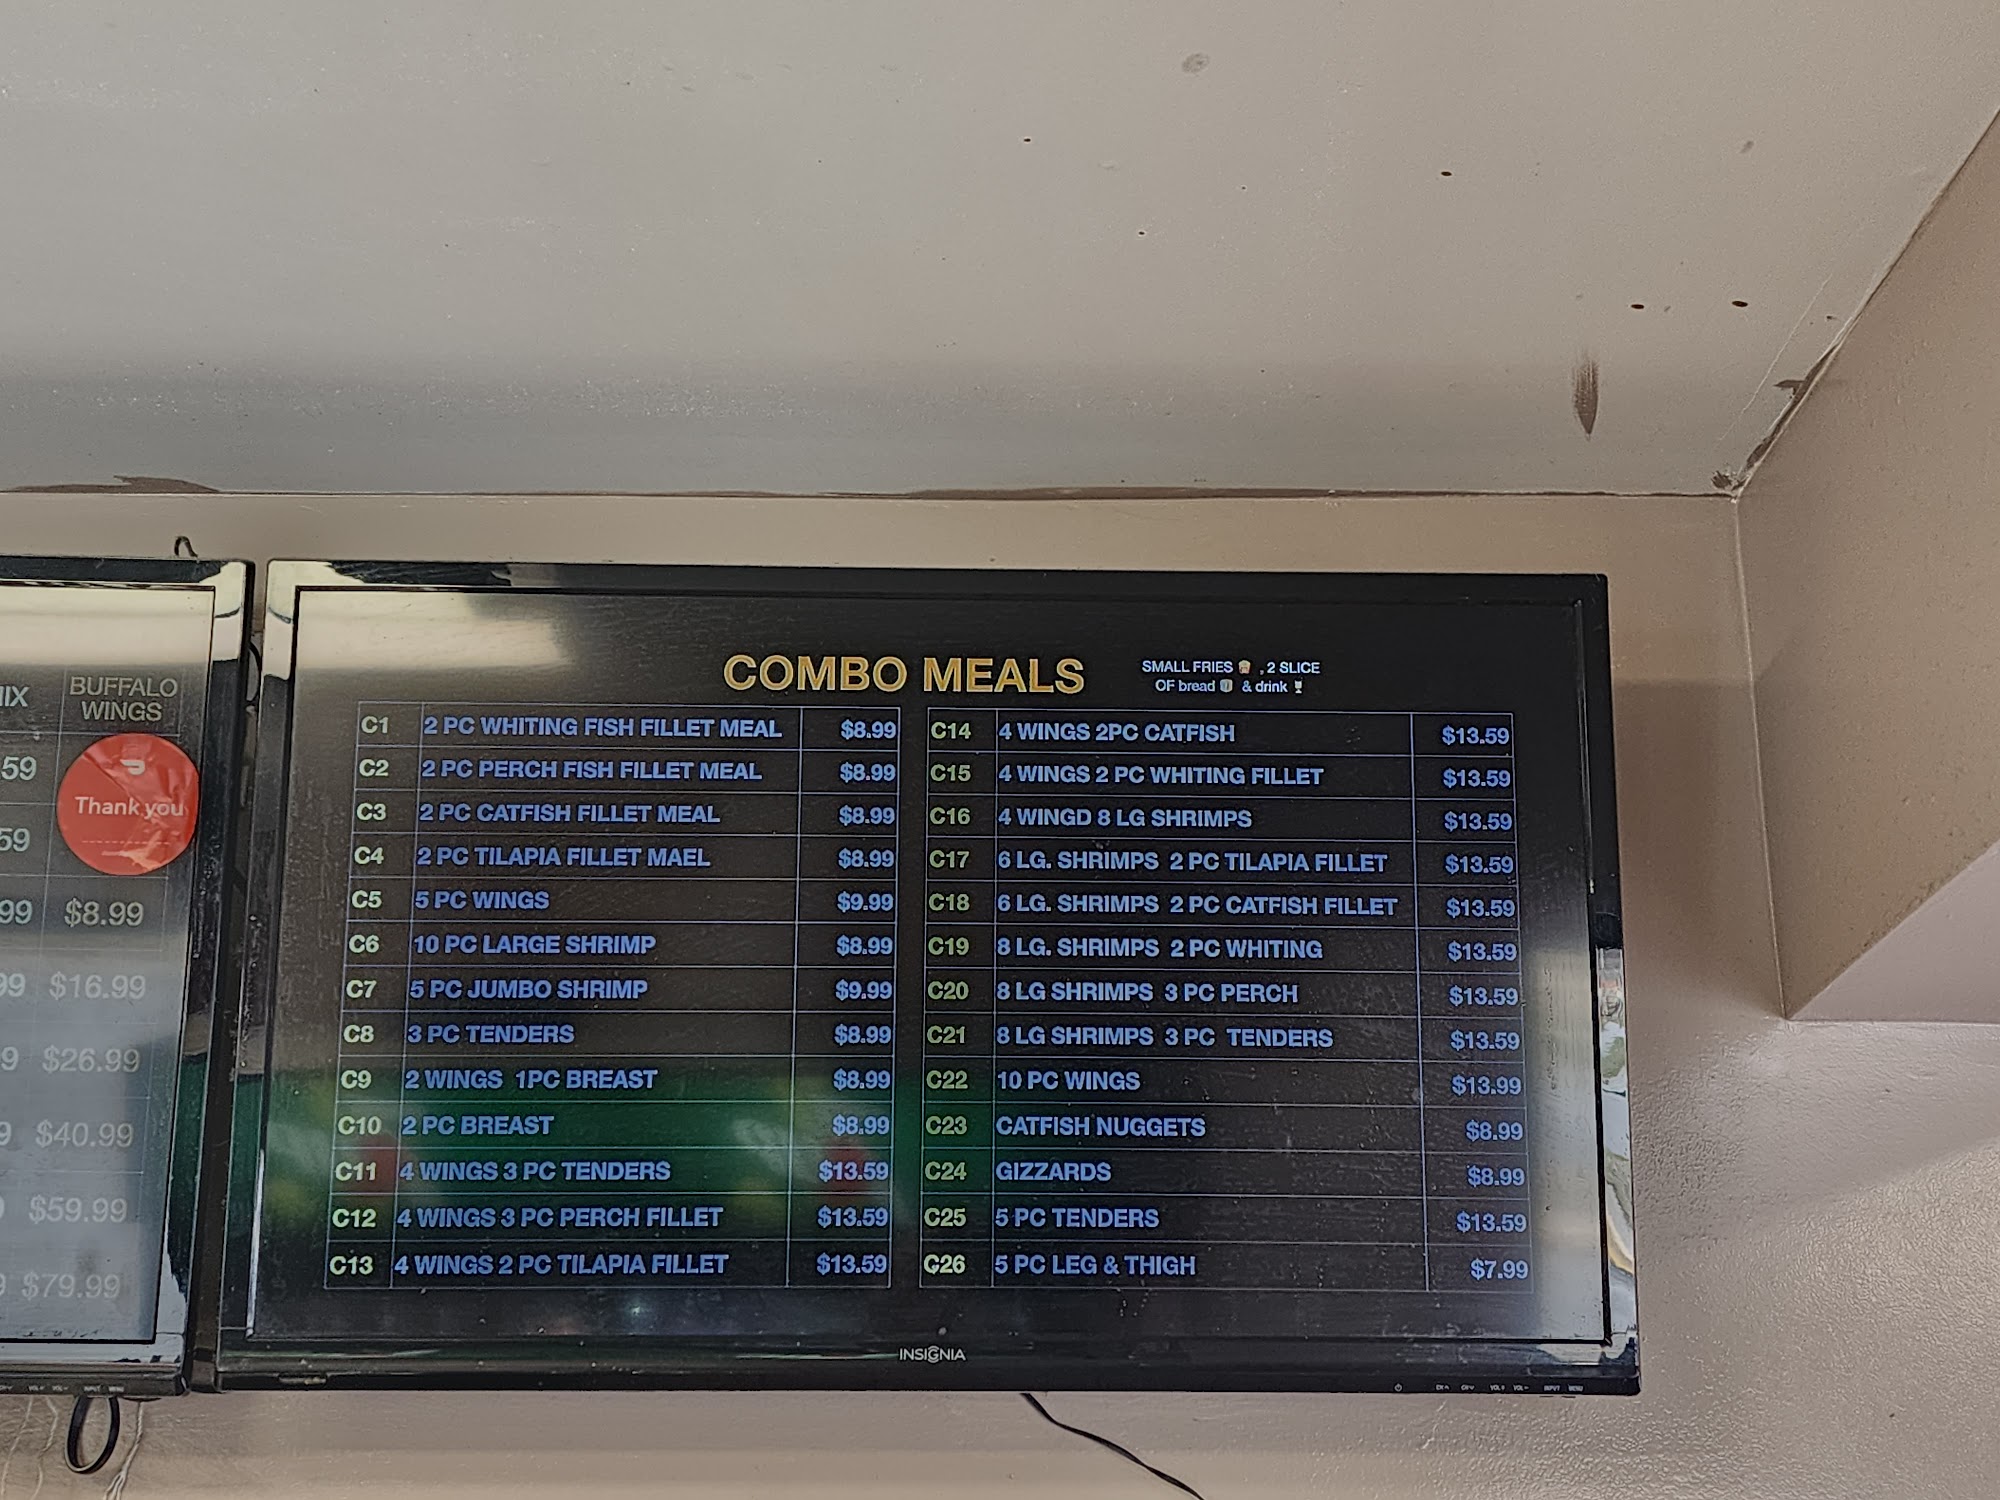 IX
BUFFALO
WINGS
59
Thank you
59
99 $8.99
99 $16.99
9 $26.99
9 $40.99
$59.99
9 $79.99
COMBO MEALS
SMALL FRIES , 2 SLICE
OF bread & drink
C1 2 PC WHITING FISH FILLET MEAL $8.99
C2 2 PC PERCH FISH FILLET MEAL $8.99
C3 2 PC CATFISH FILLET MEAL $8.99
C4 2 PC TILAPIA FILLET MAEL $8.99
C5 5 PC WINGS $9.99
C6 10 PC LARGE SHRIMP $8.99
C7 5 PC JUMBO SHRIMP $9.99
C8 3 PC TENDERS $8.99
C9 2 WINGS 1PC BREAST $8.99
C10 2 PC BREAST $8.99
C11 4 WINGS 3 PC TENDERS $13.59
C12 4 WINGS 3 PC PERCH FILLET $13.59
C13 4 WINGS 2 PC TILAPIA FILLET $13.59
C14 4 WINGS 2PC CATFISH $13.59
C15 4 WINGS 2 PC WHITING FILLET $13.59
C16 4 WINGD 8 LG SHRIMPS $13.59
C17 6 LG. SHRIMPS 2 PC TILAPIA FILLET $13.59
C18 6 LG. SHRIMPS 2 PC CATFISH FILLET $13.59
C19 8 LG. SHRIMPS 2 PC WHITING $13.59
C20 8 LG SHRIMPS 3 PC PERCH $13.59
C21 8 LG SHRIMPS 3 PC TENDERS $13.59
C22 10 PC WINGS $13.99
C23 CATFISH NUGGETS $8.99
C24 GIZZARDS $8.99
C25 5 PC TENDERS $13.59
C26 5 PC LEG & THIGH $7.99
INSIGNIA